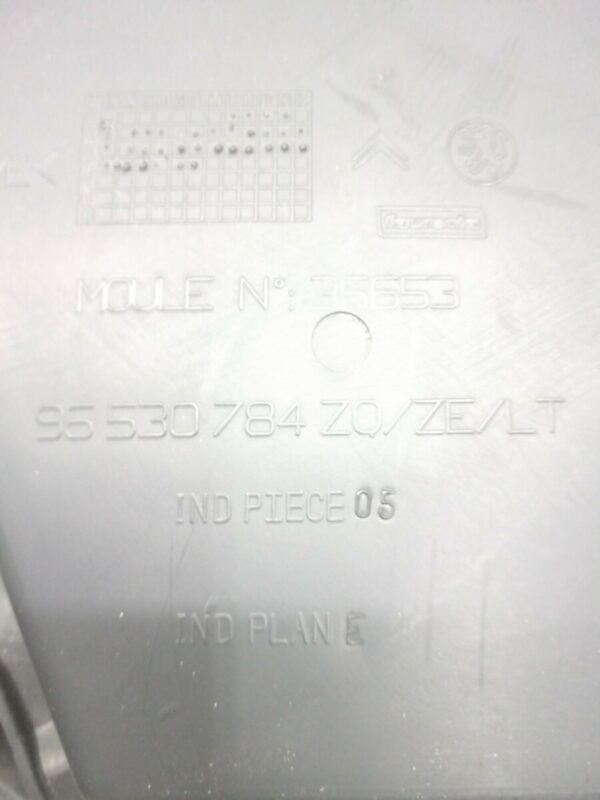 MOULE N°: 35653
96 530 784 ZQ/ZE/LT
IND PIECE 05
IND PLAN E